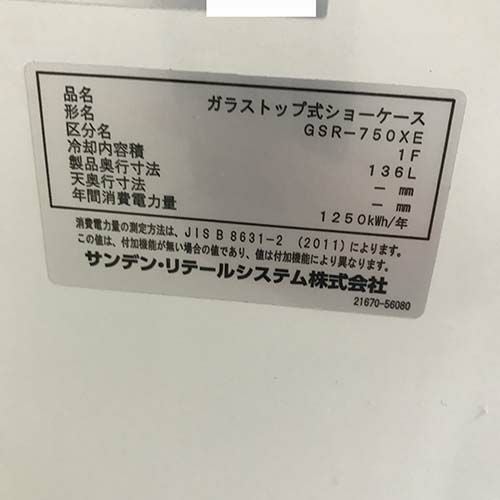 品名 ガラストップ式ショーケース
形名 GSR-750XE
区分名 1F
冷却内容積 136L
製品奥行寸法 - mm
天奥行寸法 - mm
年間消費電力量 1250kWh/年
消費電力量の測定方法は、JIS B 8631-2 (2011)によります。
この値は、付加機能が無い場合の値であり、値は付加機能により異なります。
サンデン・リテールシステム株式会社
21670-56080